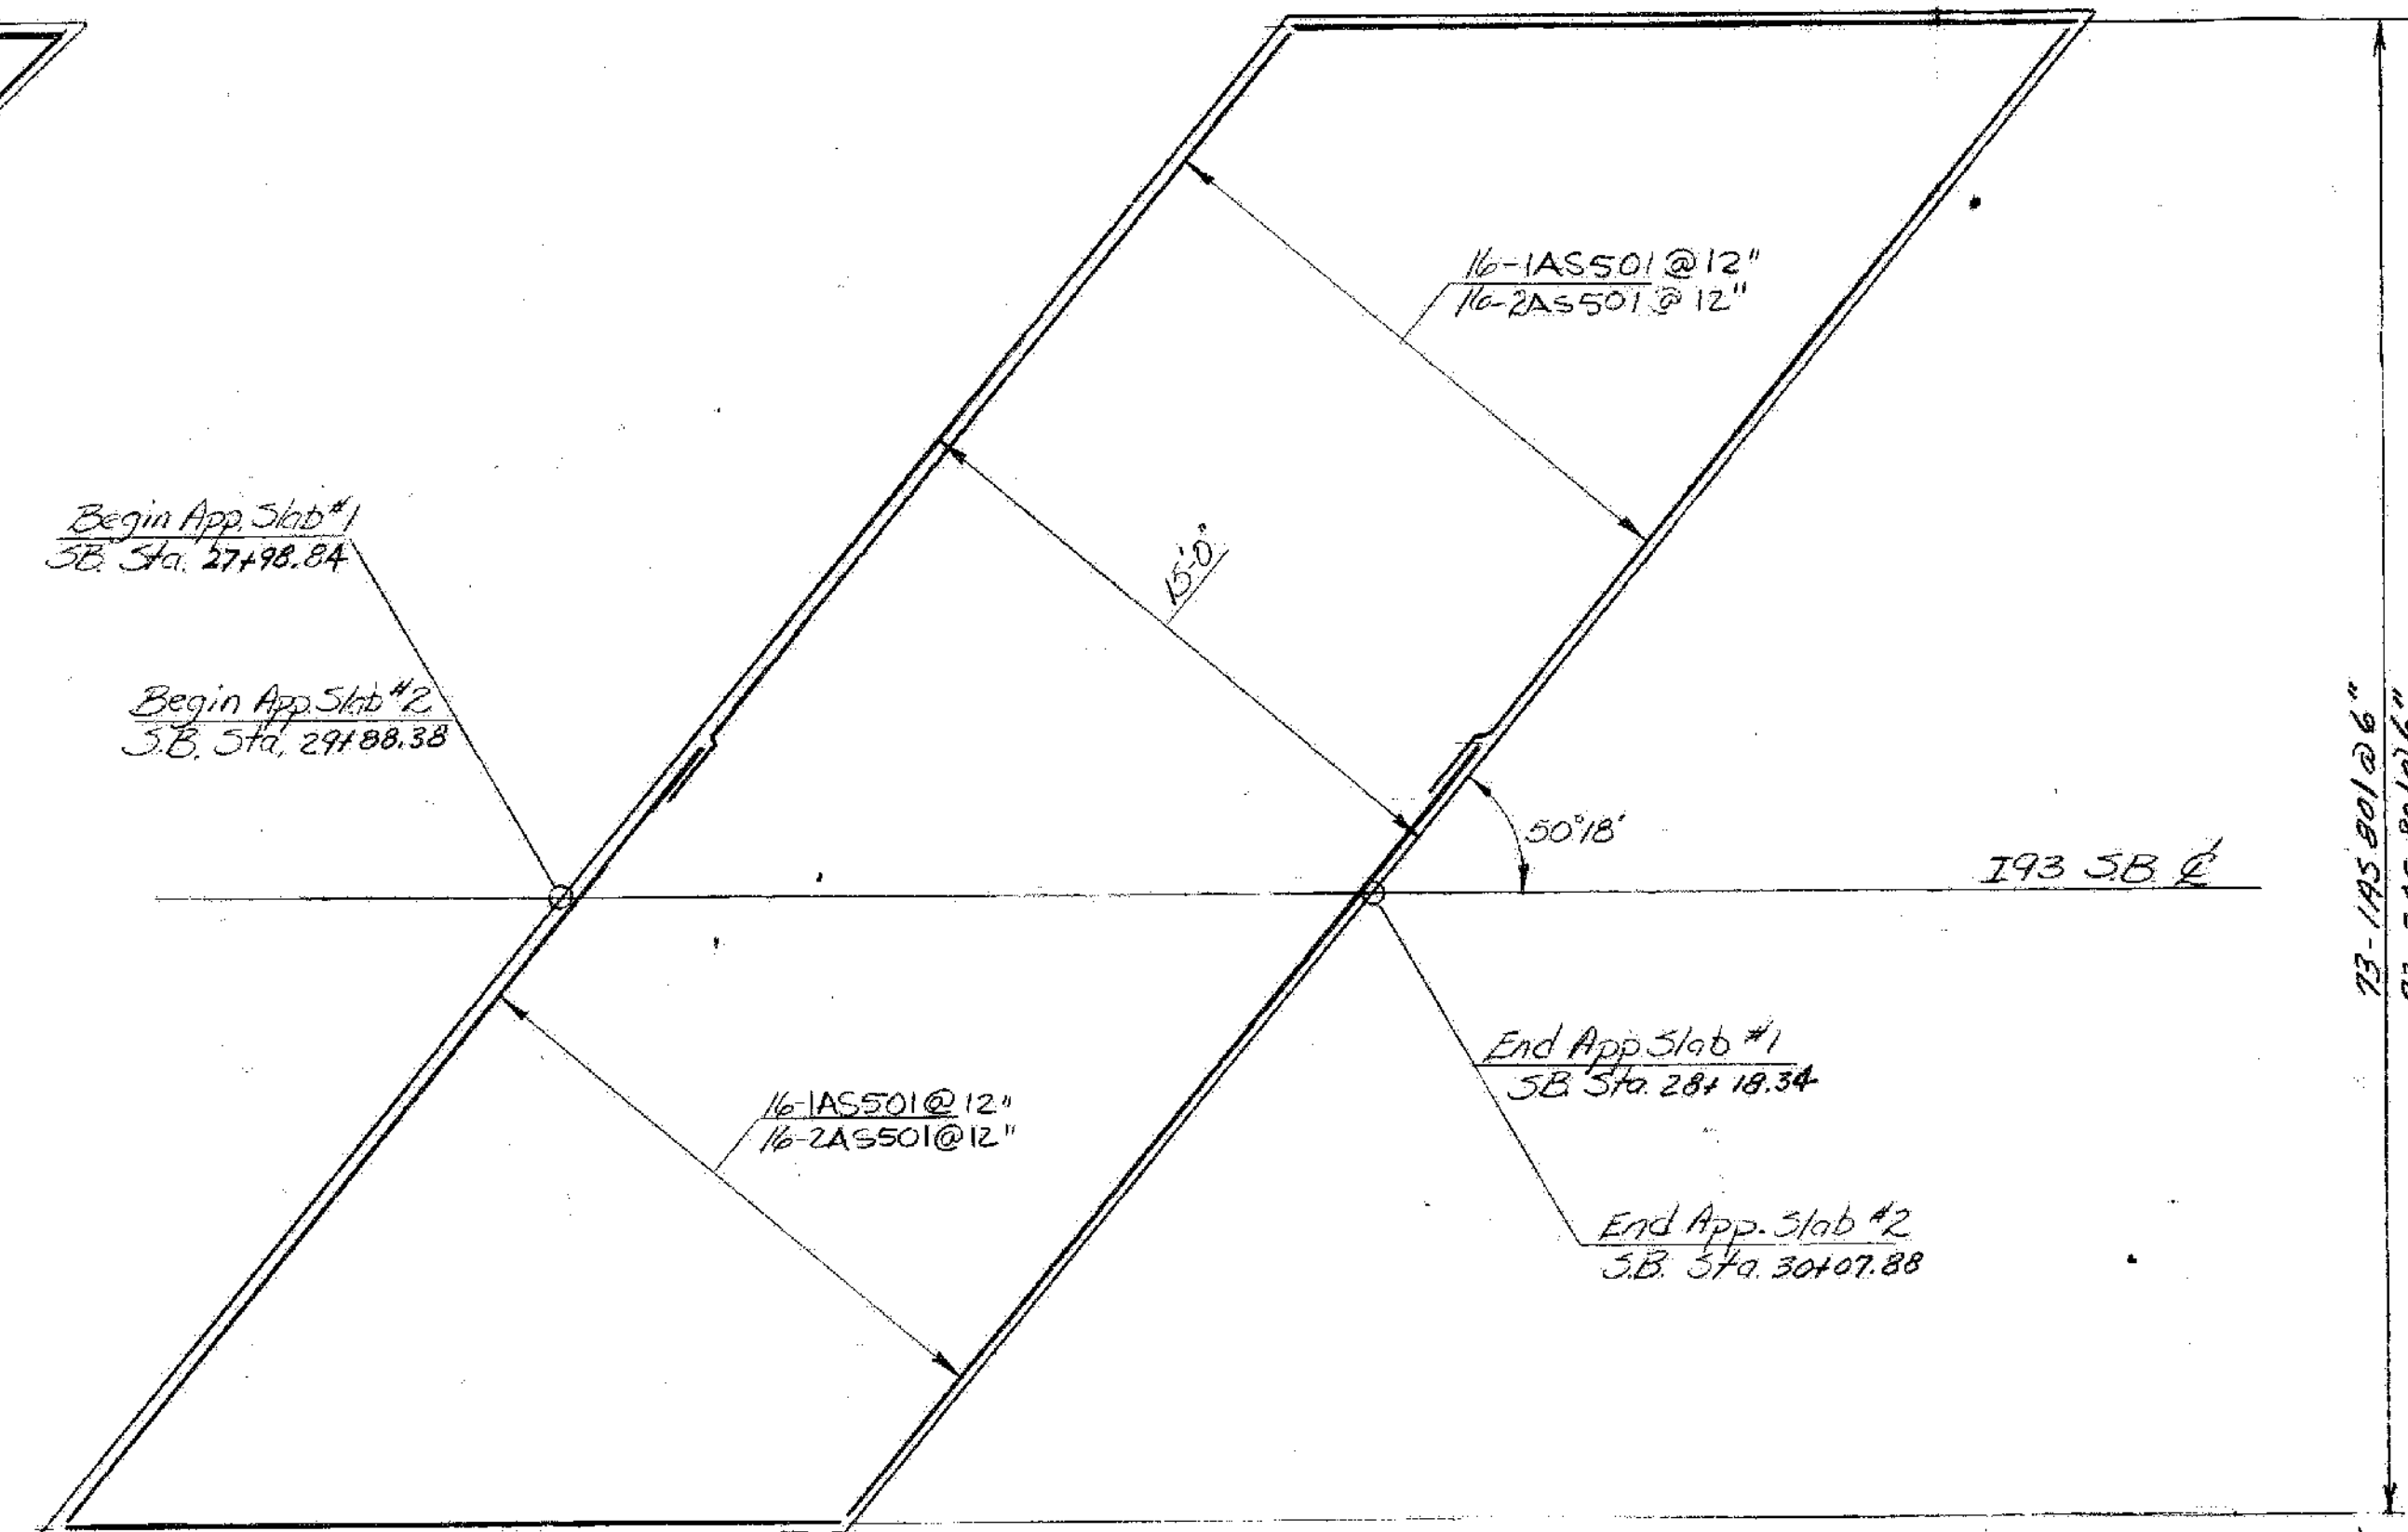 16-1AS501@12"
16-2AS501@12"
15'-0"
Begin App. Slab #1
SB. Sta. 27+98.84
Begin App. Slab #2
S.B. Sta. 29+88.38
50°18'
I93 S.B. ℄
73-1AS801@6"
End App. Slab #1
SB. Sta. 28+18.34
16-1AS501@12"
16-2AS501@12"
End App. Slab #2
S.B. Sta. 30+07.88